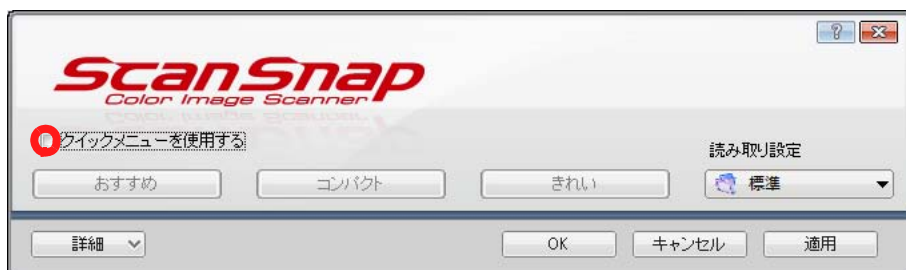 ScanSnap
Color Image Scanner
クイックメニューを使用する
読み取り設定
おすすめ
コンパクト
きれい
標準
詳細
OK
キャンセル
適用